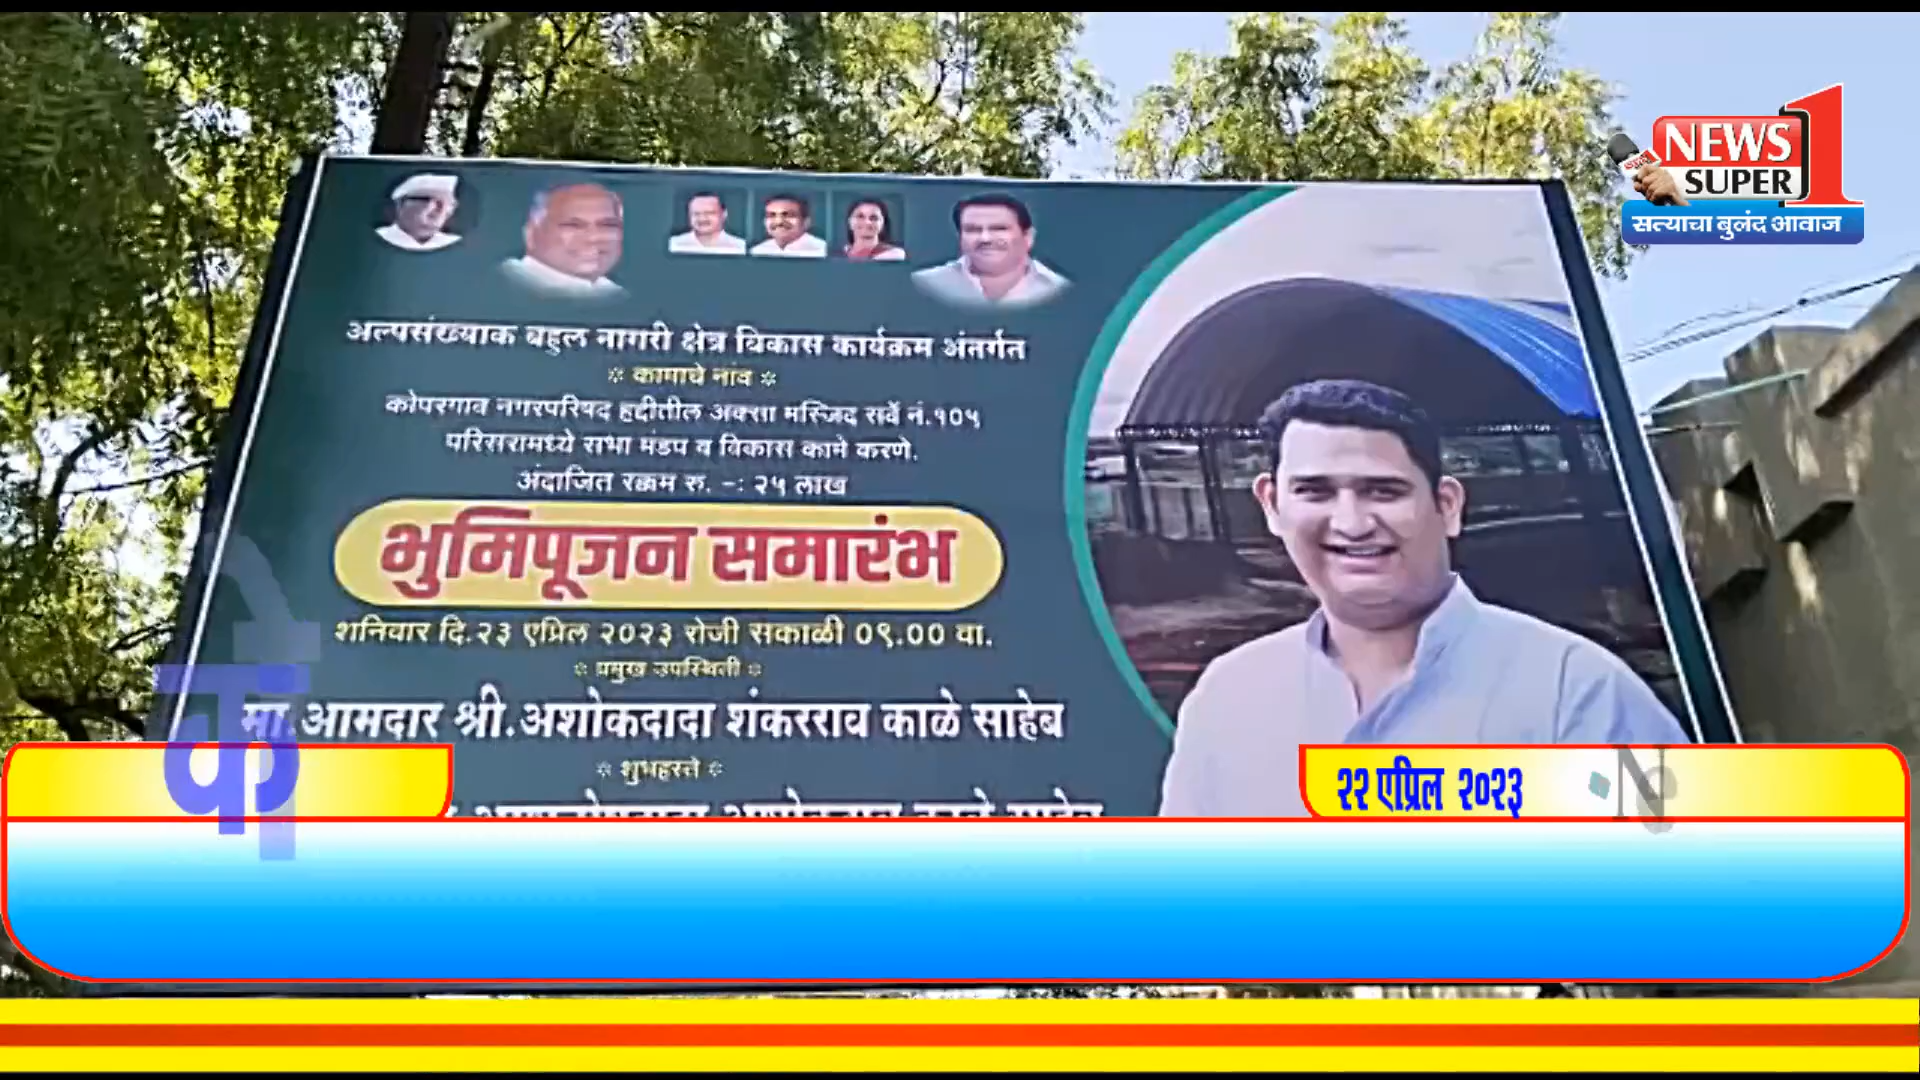 NEWS 1
SUPER
सत्याचा बुलंद आवाज
अल्पसंख्याक बहुल नागरी क्षेत्र विकास कार्यक्रम अंतर्गत
कामाचे नांव
कोपरगाव नगरपरिषद हद्दीतील अक्सा मस्जिद सर्वे नं.१०५
परिसरामध्ये सभा मंडप व विकास कामे करणे.
अंदाजित रक्कम रु. -: २५ लाख
भुमिपूजन समारंभ
शनिवार दि.२३ एप्रिल २०२३ रोजी सकाळी ०९.०० वा.
प्रमुख उपस्थिती
मा.आमदार श्री.अशोकदादा शंकरराव काळे साहेब
शुभहस्ते
को
२२ एप्रिल २०२३
N